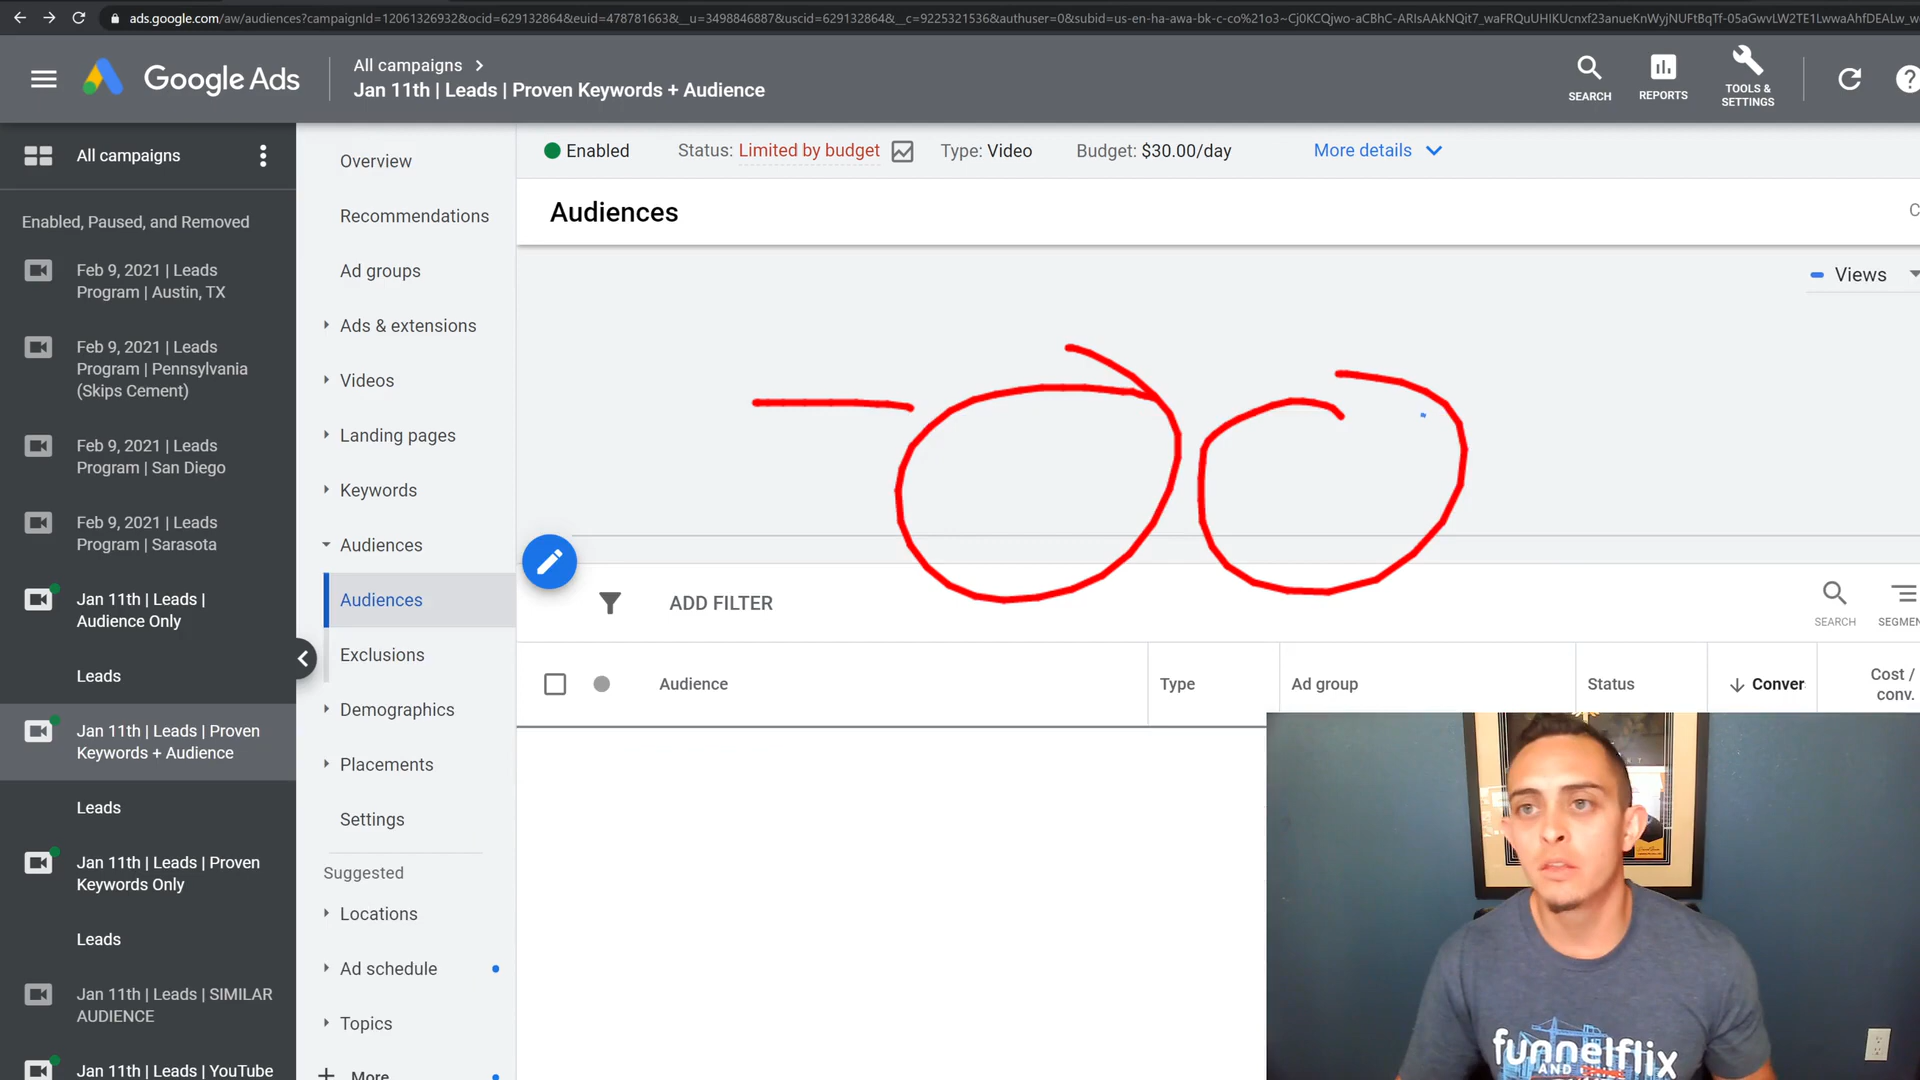 ads.google.com/aw/audiences?campaignId=12061326932&ocid=629132864&euid=478781663&__u=3498846887&uscid=629132864&__c=9225321536&authuser=0&subid=us-en-ha-awa-bk-c-co%21o3~Cj0KCQjwo-aCBhC-ARIsAAkNQit7_waFRQuUHIKUcnxf23anueKnWyjNUFtBqTf-05aGwvLW2TE1LwwaAhfDEALw_w
Google Ads
All campaigns
Jan 11th | Leads | Proven Keywords + Audience
SEARCH
REPORTS
TOOLS &
SETTINGS
All campaigns
Enabled, Paused, and Removed
Feb 9, 2021 | Leads
Program | Austin, TX
Feb 9, 2021 | Leads
Program | Pennsylvania
(Skips Cement)
Feb 9, 2021 | Leads
Program | San Diego
Feb 9, 2021 | Leads
Program | Sarasota
Jan 11th | Leads |
Audience Only
Leads
Jan 11th | Leads | Proven
Keywords + Audience
Leads
Jan 11th | Leads | Proven
Keywords Only
Leads
Jan 11th | Leads | SIMILAR
AUDIENCE
Jan 11th | Leads | YouTube
Overview
Recommendations
Ad groups
Ads & extensions
Videos
Landing pages
Keywords
Audiences
Audiences
Exclusions
Demographics
Placements
Settings
Suggested
Locations
Ad schedule
Topics
More
Enabled
Status: Limited by budget
Type: Video
Budget: $30.00/day
More details
Audiences
Views
ADD FILTER
SEARCH
SEGMEN
Audience
Type
Ad group
Status
Conver
Cost /
conv.
funnelflix
AND